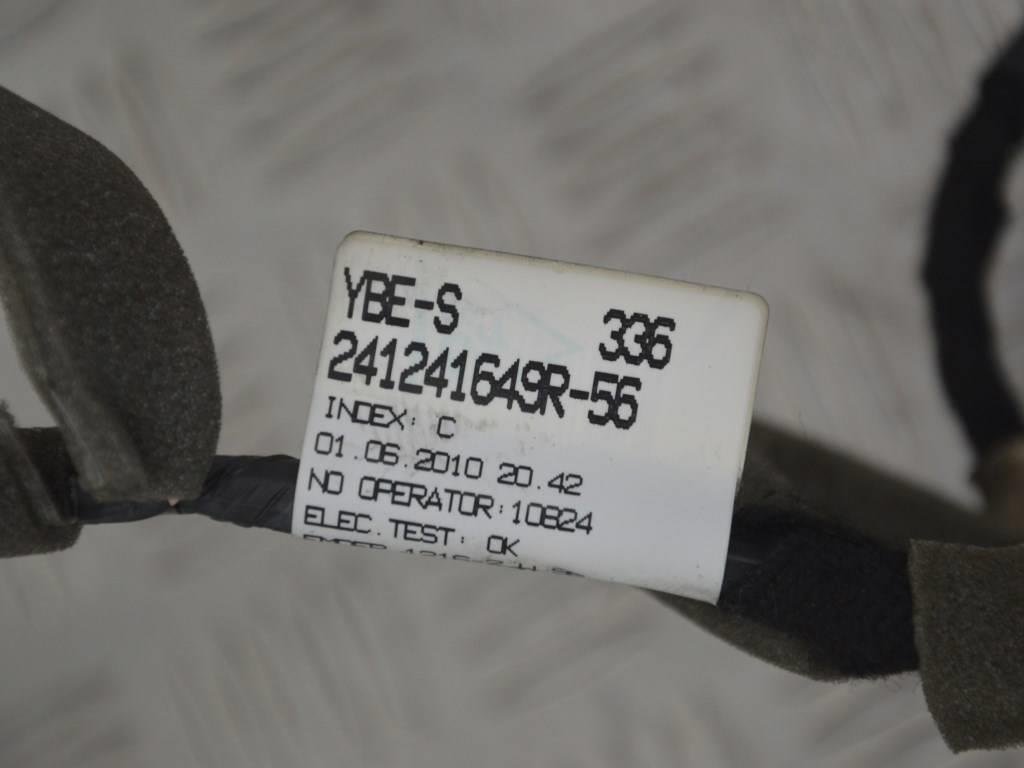 YBE-S 336
241241649R-56
INDEX: C
01.06.2010 20.42
NO OPERATOR:10824
ELEC.TEST: OK